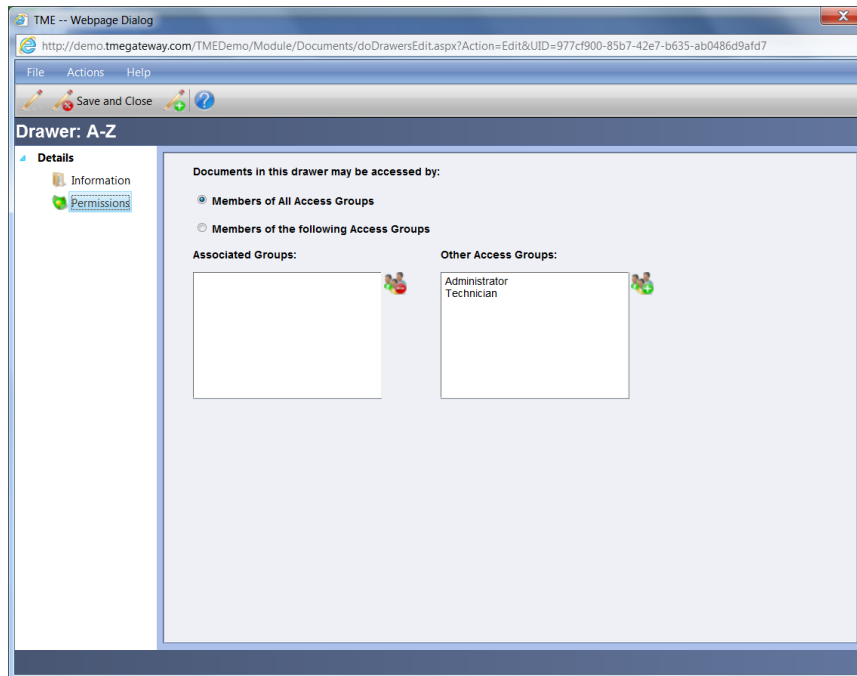 TME -- Webpage Dialog
http://demo.tmegateway.com/TMEDemo/Module/Documents/doDrawersEdit.aspx?Action=Edit&UID=977cf900-85b7-42e7-b635-ab0486d9afd7
File Actions Help
Save and Close
Drawer: A-Z
Details
Information
Permissions
Documents in this drawer may be accessed by:
Members of All Access Groups
Members of the following Access Groups
Associated Groups: Other Access Groups:
Administrator
Technician